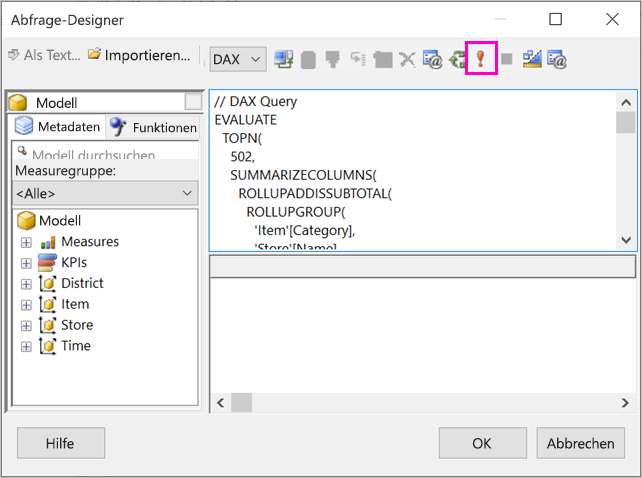 Abfrage-Designer
Als Text... Importieren... DAX
Modell
Metadaten Funktionen
Modell durchsuchen
Measuregruppe:
<Alle>
Modell
Measures
KPIs
District
Item
Store
Time
// DAX Query
EVALUATE
TOPN(
502,
SUMMARIZECOLUMNS(
ROLLUPADDISSUBTOTAL(
ROLLUPGROUP(
'Item'[Category],
'Store'[Name],
Hilfe OK Abbrechen